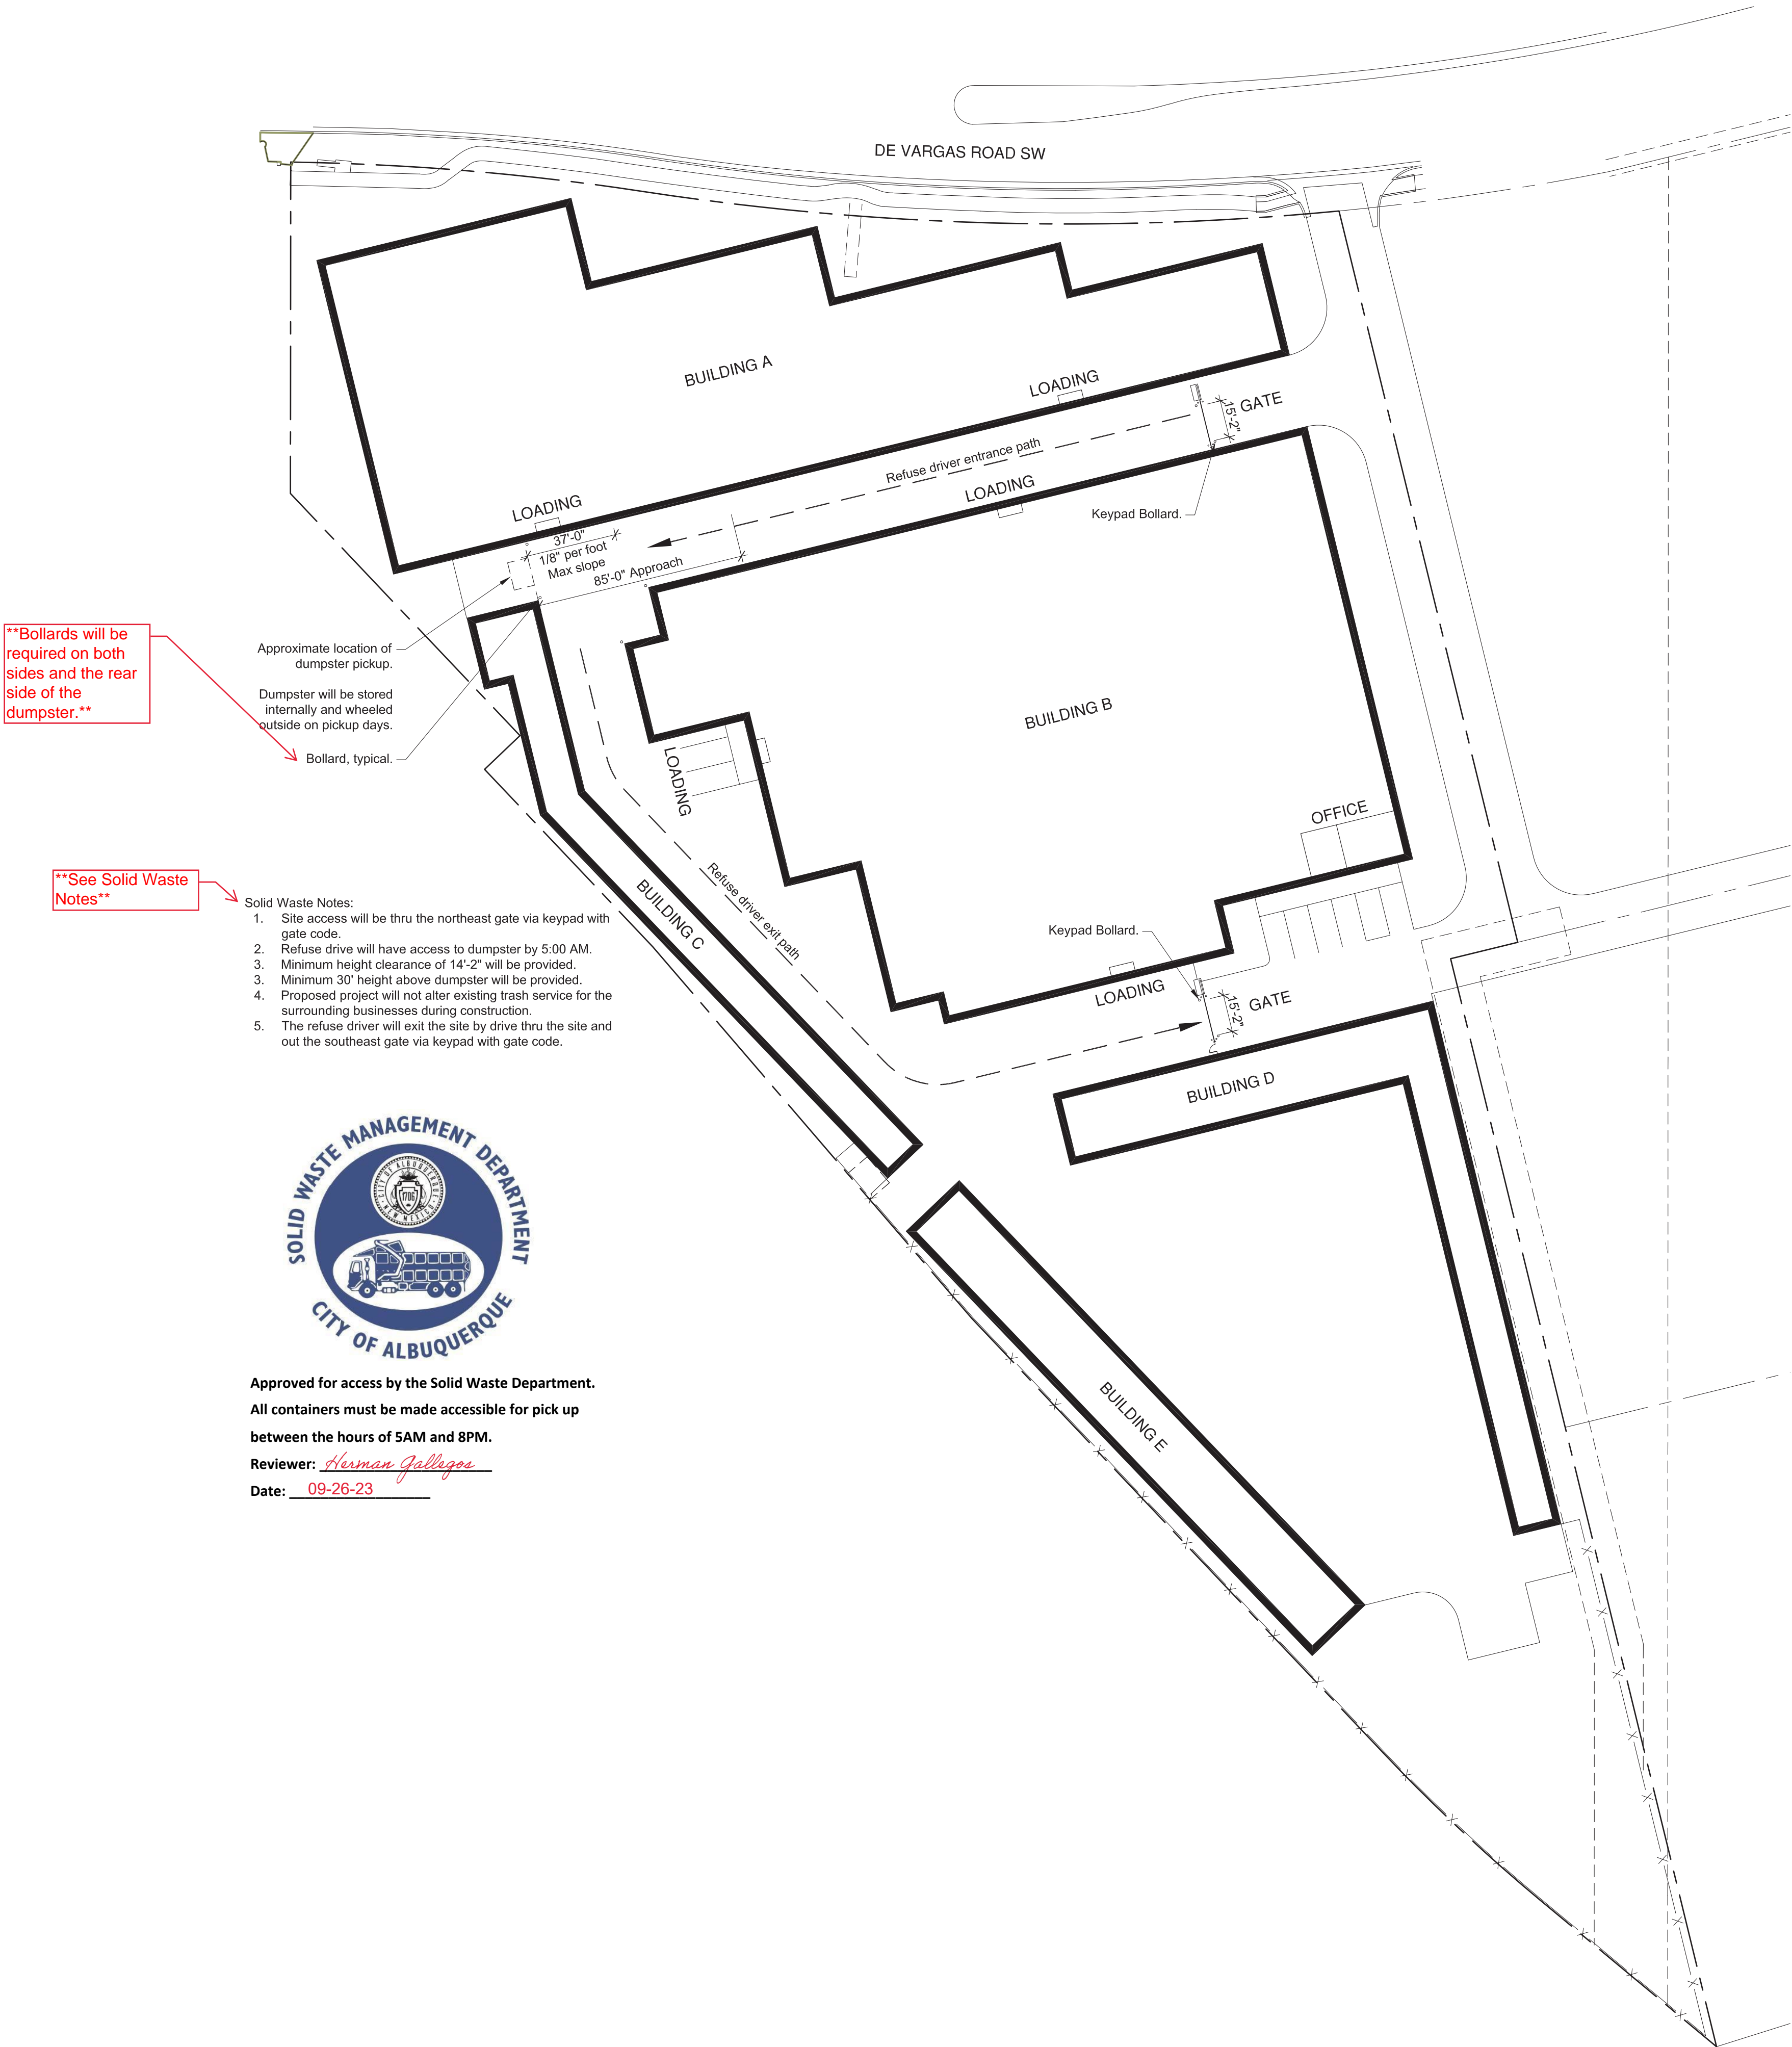 DE VARGAS ROAD SW
BUILDING A
LOADING
GATE
15'-2"
Refuse driver entrance path
LOADING
LOADING
Keypad Bollard.
37'-0"
1/8" per foot
Max slope
85'-0" Approach
**Bollards will be
required on both
sides and the rear
side of the
dumpster.**
Approximate location of
dumpster pickup.
Dumpster will be stored
internally and wheeled
outside on pickup days.
Bollard, typical.
BUILDING B
LOADING
OFFICE
**See Solid Waste
Notes**
Solid Waste Notes:
1. Site access will be thru the northeast gate via keypad with
gate code.
2. Refuse drive will have access to dumpster by 5:00 AM.
3. Minimum height clearance of 14'-2" will be provided.
3. Minimum 30' height above dumpster will be provided.
4. Proposed project will not alter existing trash service for the
surrounding businesses during construction.
5. The refuse driver will exit the site by drive thru the site and
out the southeast gate via keypad with gate code.
BUILDING C
Refuse driver exit path
Keypad Bollard.
LOADING
15'-2"
GATE
BUILDING D
SOLID WASTE MANAGEMENT DEPARTMENT
CITY OF ALBUQUERQUE
1706
NEW MEXICO
CITY OF ALBUQUERQUE
Approved for access by the Solid Waste Department.
All containers must be made accessible for pick up
between the hours of 5AM and 8PM.
Reviewer: Herman Gallegos
Date: 09-26-23
BUILDING E